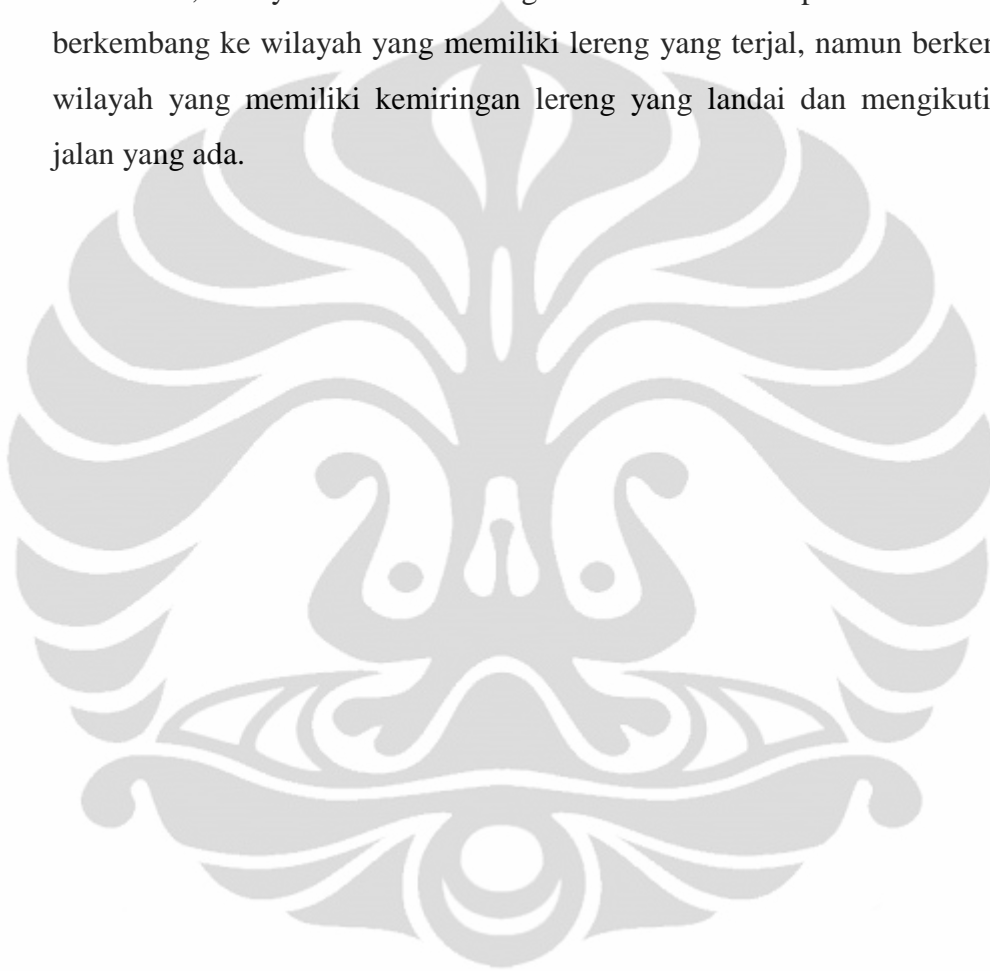 berkembang ke wilayah yang memiliki lereng yang terjal, namun
wilayah yang memiliki kemiringan lereng yang landai dan mengikuti
jalan yang ada.